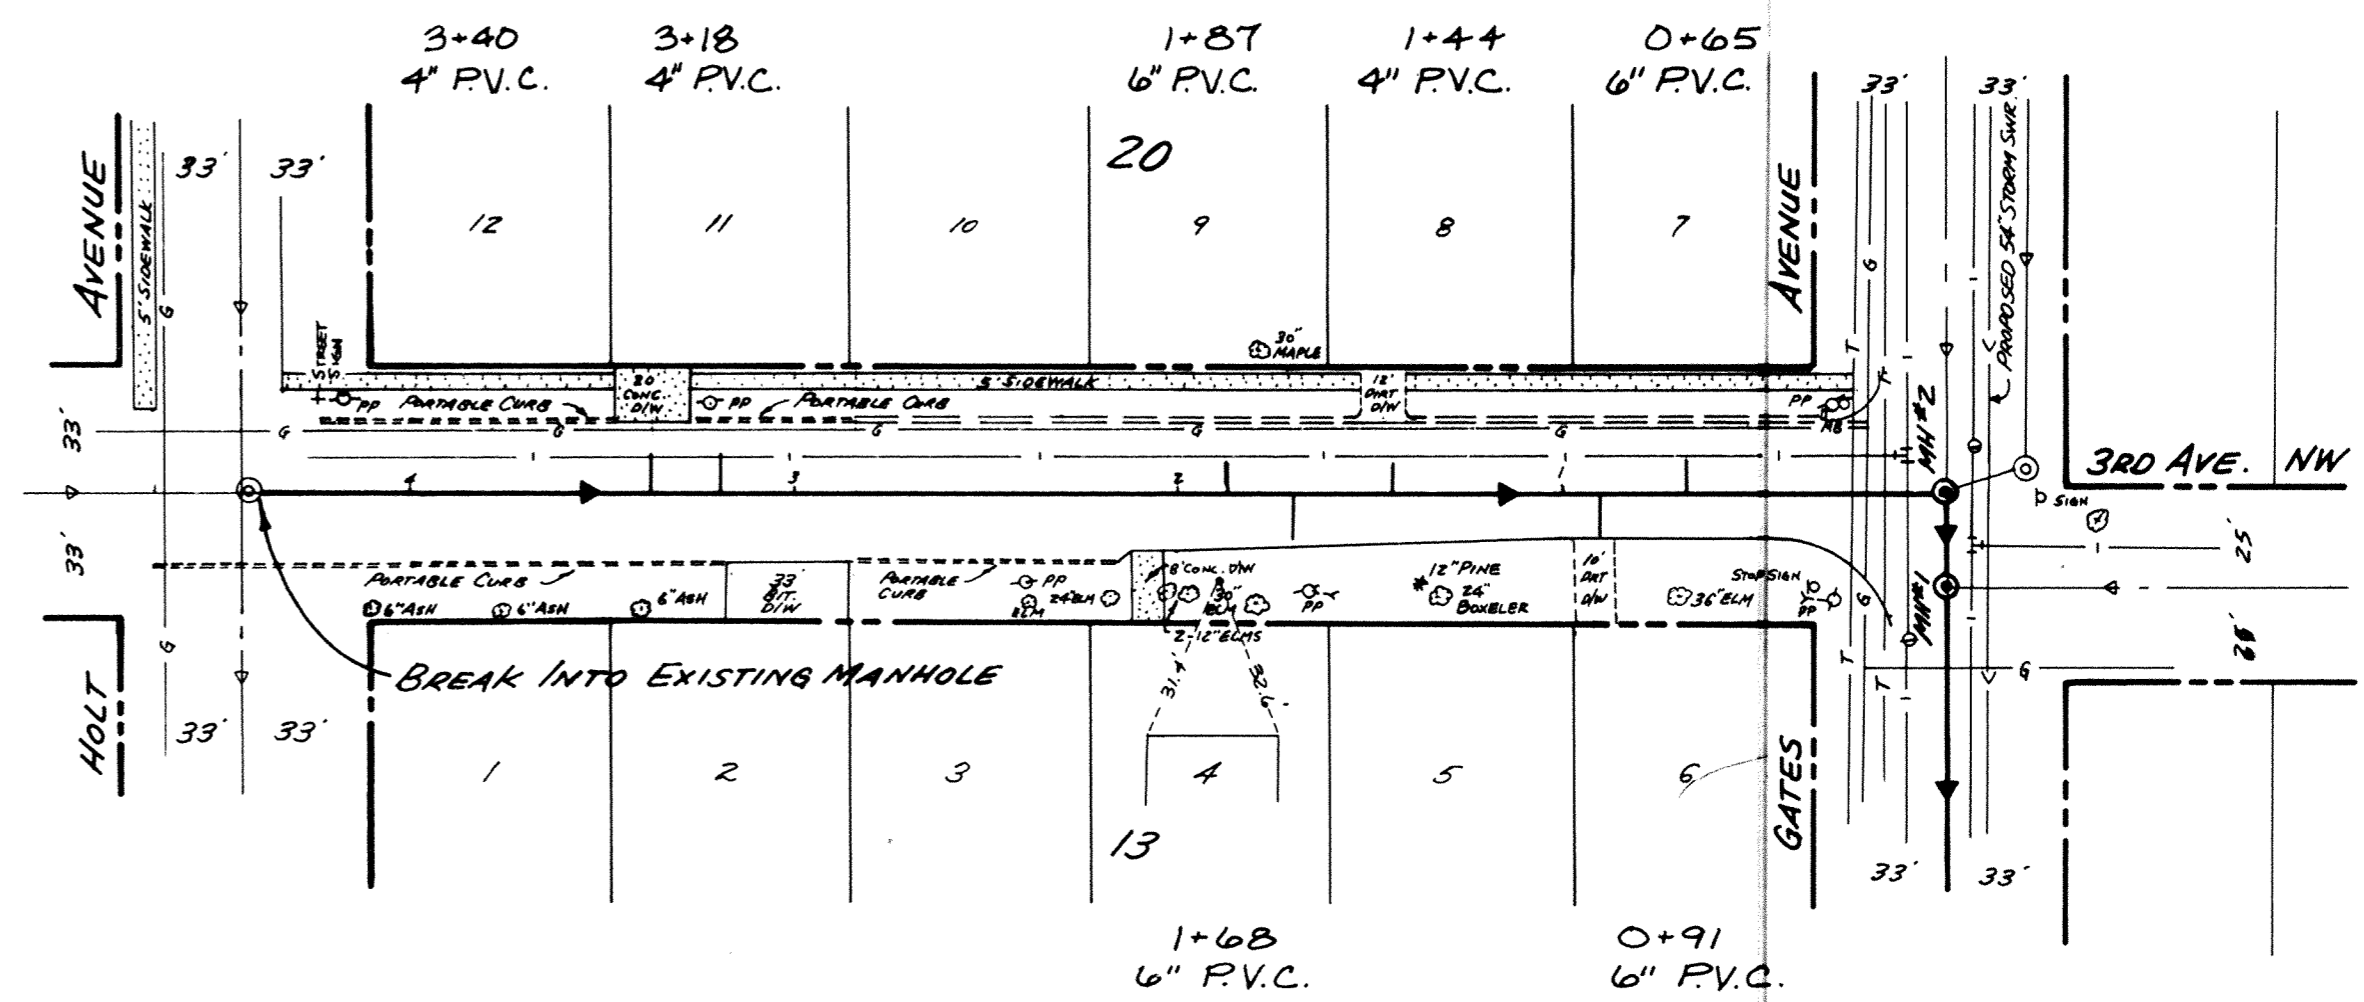 3+40
4" P.V.C.
3+18
4" P.V.C.
1+87
6" P.V.C.
1+44
4" P.V.C.
0+65
6" P.V.C.
33'
33'
33'
33'
AVENUE
5' SIDEWALK
G
20
12
11
10
9
8
7
AVENUE
G
T
T
PROPOSED 54" STORM SWR.
STREET
SIGN
PP
PORTABLE CURB
20
CONC.
D/W
PP
PORTABLE CURB
5' SIDEWALK
30"
MAPLE
12'
DIRT
D/W
PP
MB
MH#2
33'
G
G
G
G
G
4
3
2
3RD AVE. NW
SIGN
33'
PORTABLE CURB
6" ASH
6" ASH
6" ASH
33'
BIT.
D/W
PORTABLE
CURB
PP
ELM
24" ELM
8' CONC. D/W
30"
ELM
2-12" ELMS
PP
12" PINE
24"
BOXELER
10'
DRT
D/W
36" ELM
STOP SIGN
PP
G
MH#1
25'
T
T
G
G
BREAK INTO EXISTING MANHOLE
31.4'
32.6'
HOLT
33'
33'
1
2
3
4
5
6
13
GATES
33'
33'
1+68
6" P.V.C.
0+91
6" P.V.C.